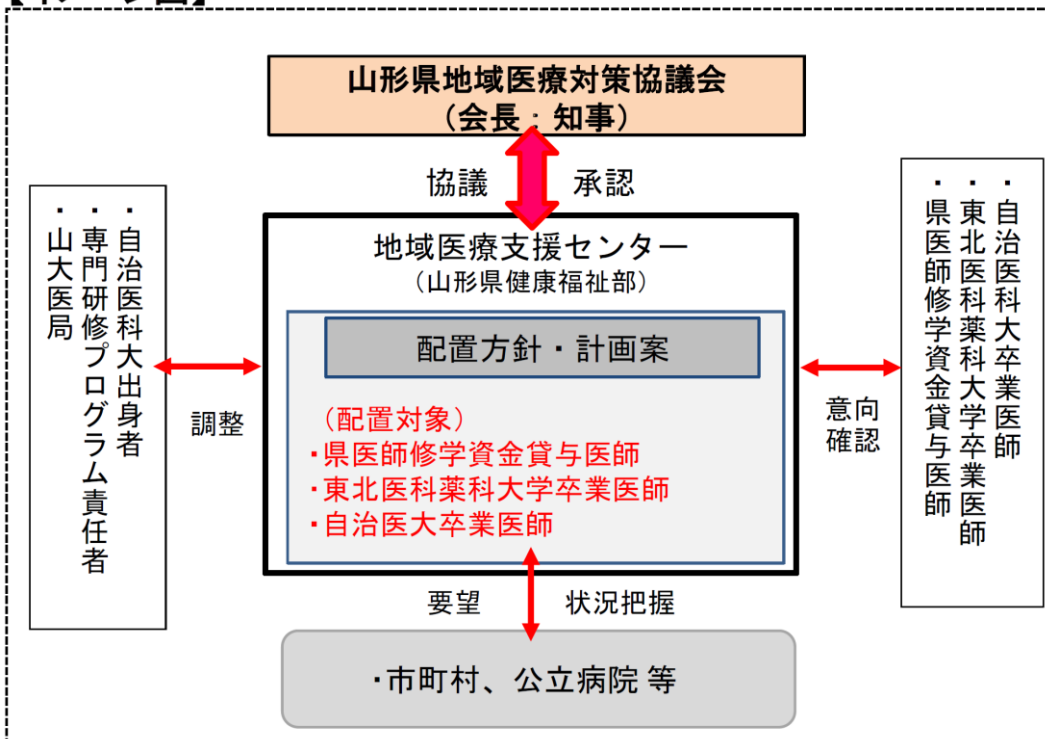 【イメージ図】
山形県地域医療対策協議会
（会長：知事）
協議 承認
・自治医科大出身者
・専門研修プログラム責任者
・山大医局
調整
地域医療支援センター
（山形県健康福祉部）
配置方針・計画案
（配置対象）
・県医師修学資金貸与医師
・東北医科薬科大学卒業医師
・自治医大卒業医師
意向
確認
・自治医科大卒業医師
・東北医科薬科大学卒業医師
・県医師修学資金貸与医師
要望 状況把握
・市町村、公立病院 等